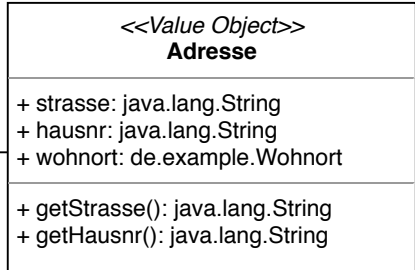 <<Value Object>>
Adresse
+ strasse: java.lang.String
+ hausnr: java.lang.String
+ wohnort: de.example.Wohnort
+ getStrasse(): java.lang.String
+ getHausnr(): java.lang.String